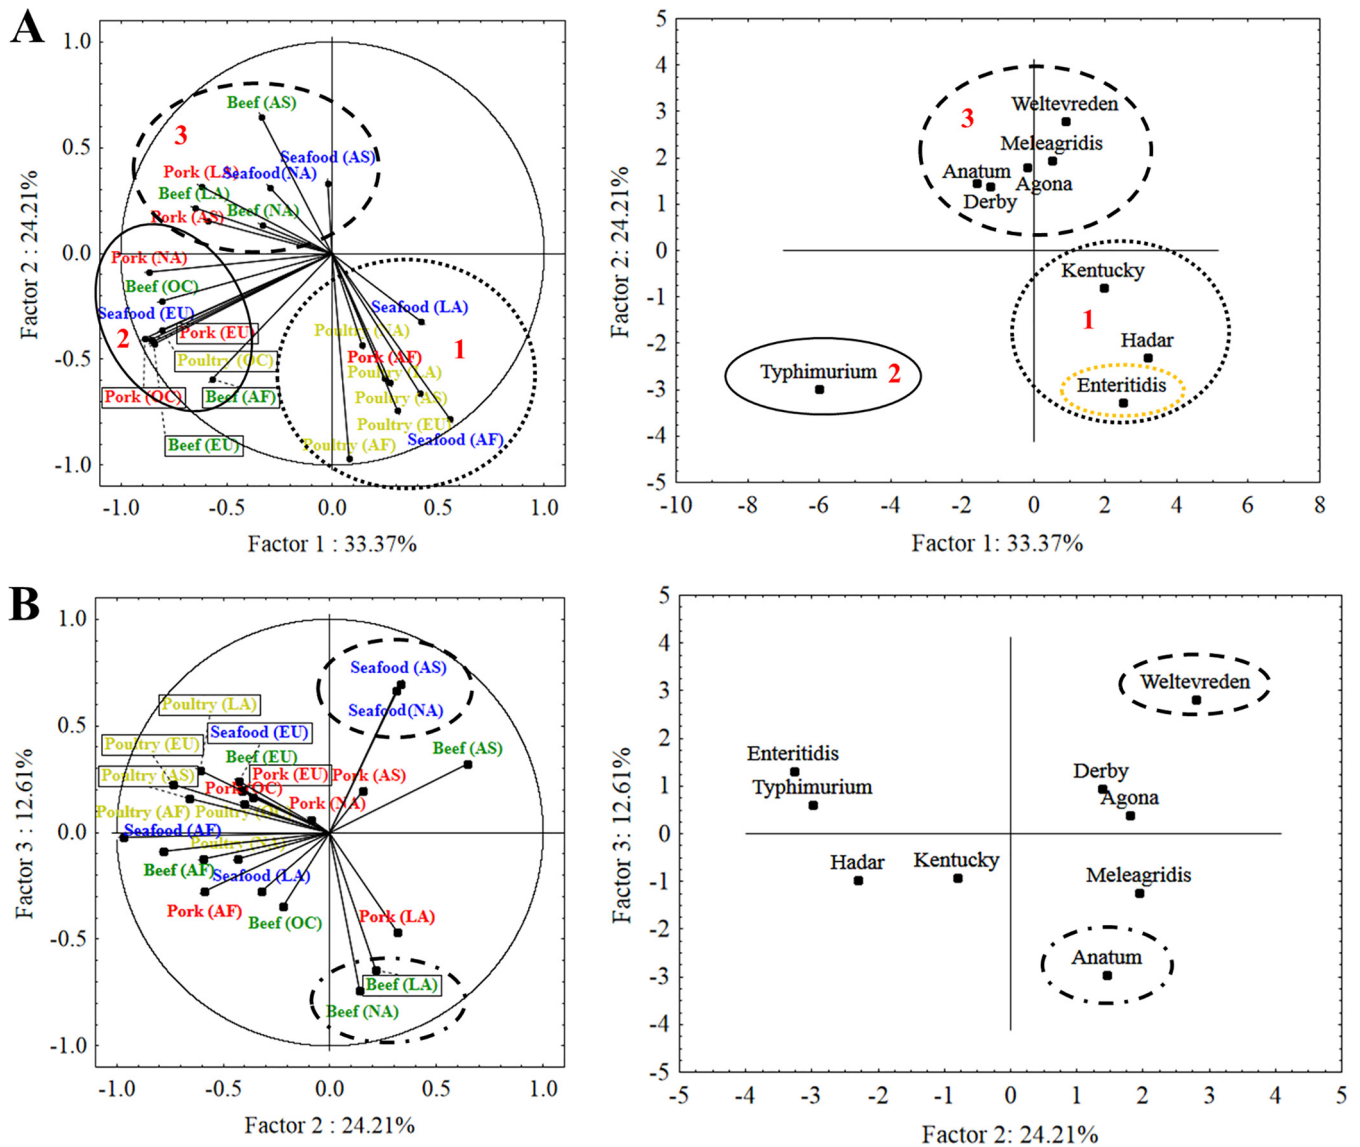 A
1.0
0.5
0.0
-0.5
-1.0
Factor 2 : 24.21%
Beef (AS)
3
Seafood (AS)
Pork (LA)
Seafood(NA)
Beef (LA)
Beef (NA)
Pork (AS)
Pork (NA)
Beef (OC)
Seafood (EU)
2
Pork (EU)
Poultry (OC)
Pork (OC)
Beef (AF)
Beef (EU)
Seafood (LA)
Poultry (NA)
1
Pork (AF)
Poultry (LA)
Poultry (AS)
Poultry (EU)
Seafood (AF)
Poultry (AF)
-1.0 -0.5 0.0 0.5 1.0
Factor 1 : 33.37%
5
4
3
2
1
0
-1
-2
-3
-4
-5
Factor 2: 24.21%
Weltevreden
3
Meleagridis
Anatum
Agona
Derby
Kentucky
1
Hadar
Enteritidis
Typhimurium 2
-10 -8 -6 -4 -2 0 2 4 6 8
Factor 1: 33.37%
B
1.0
0.5
0.0
-0.5
-1.0
Factor 3 : 12.61%
Seafood (AS)
Seafood(NA)
Poultry (LA)
Seafood (EU)
Poultry (EU)
Beef (EU)
Beef (AS)
Poultry (AS)
Pork (EU)
Pork (AS)
Pork (OC)
Pork (NA)
Poultry (AF)
Poultry
Seafood (AF)
Poultry (NA)
Beef (AF)
Seafood (LA)
Pork (AF)
Beef (OC)
Pork (LA)
Beef (LA)
Beef (NA)
-1.0 -0.5 0.0 0.5 1.0
Factor 2 : 24.21%
5
4
3
2
1
0
-1
-2
-3
-4
-5
Factor 3: 12.61%
Weltevreden
Enteritidis
Typhimurium
Derby
Agona
Hadar
Kentucky
Meleagridis
Anatum
-5 -4 -3 -2 -1 0 1 2 3 4 5
Factor 2: 24.21%